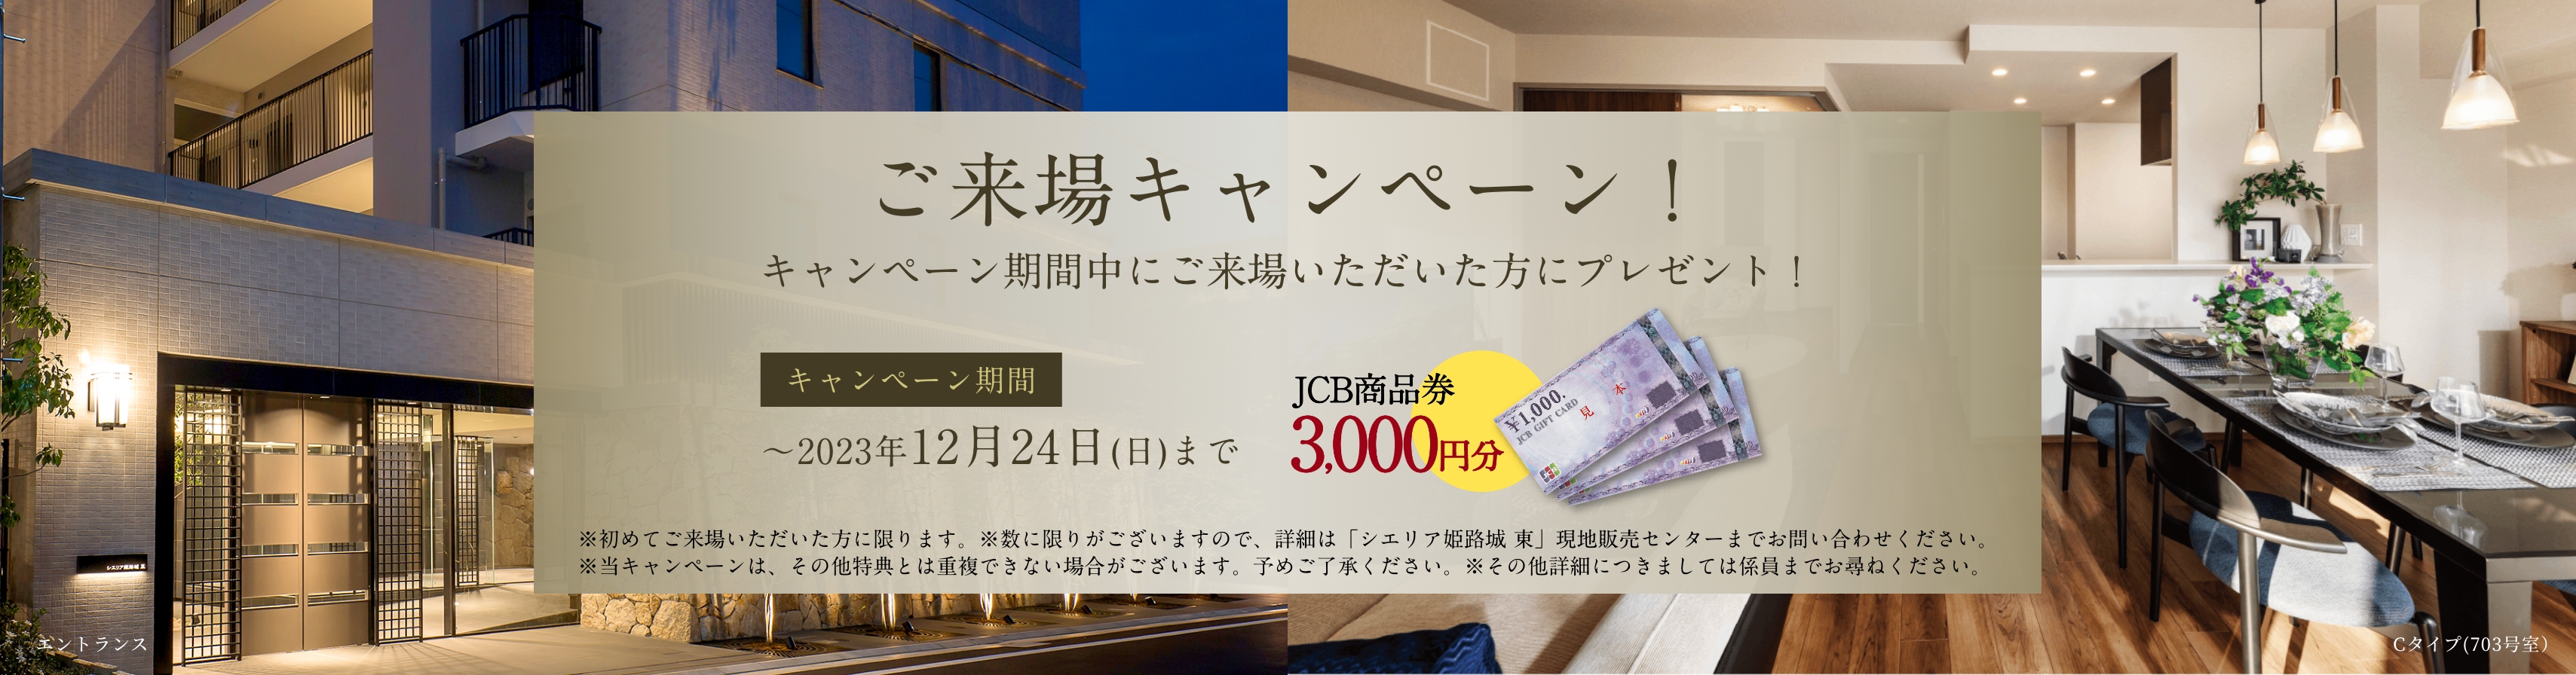 ご来場キャンペーン！
キャンペーン期間中にご来場いただいた方にプレゼント！
キャンペーン期間
～2023年12月24日(日)まで
JCB商品券
3,000円分
¥1,000.
JCB GIFT CARD
見本
※初めてご来場いただいた方に限ります。※数に限りがございますので、詳細は「シエリア姫路城 東」現地販売センターまでお問い合わせください。
※当キャンペーンは、その他特典とは重複できない場合がございます。予めご了承ください。※その他詳細につきましては係員までお尋ねください。
シエリア姫路城 東
エントランス
Cタイプ(703号室)